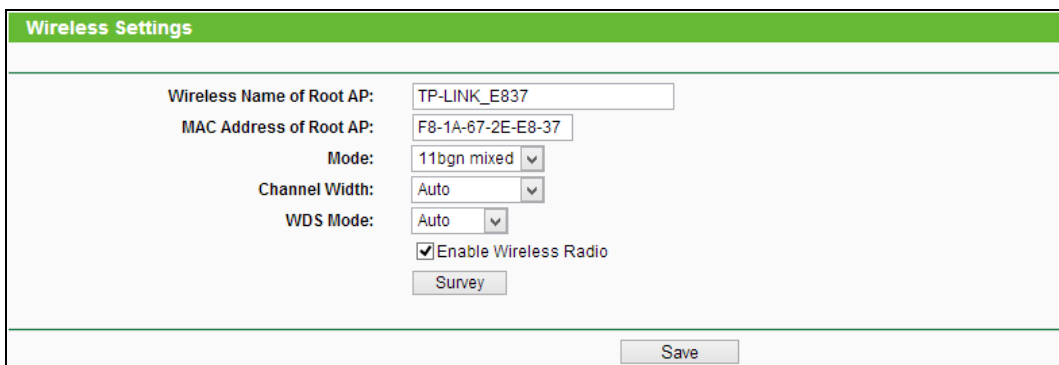 Wireless Settings
Wireless Name of Root AP: TP-LINK_E837
MAC Address of Root AP: F8-1A-67-2E-E8-37
Mode: 11bgn mixed
Channel Width: Auto
WDS Mode: Auto
Enable Wireless Radio
Survey
Save